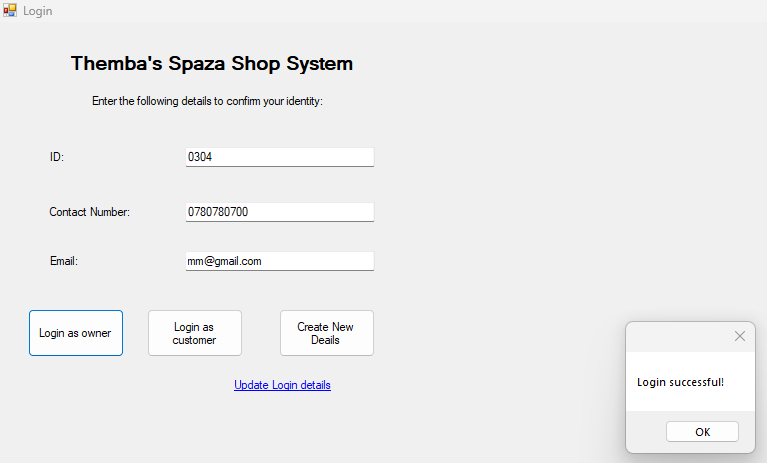 Login
Themba's Spaza Shop System
Enter the following details to confirm your identity:
ID:
0304
Contact Number:
0780780700
Email:
mm@gmail.com
Login as owner
Login as
customer
Create New
Deails
Update Login details
Login successful!
OK